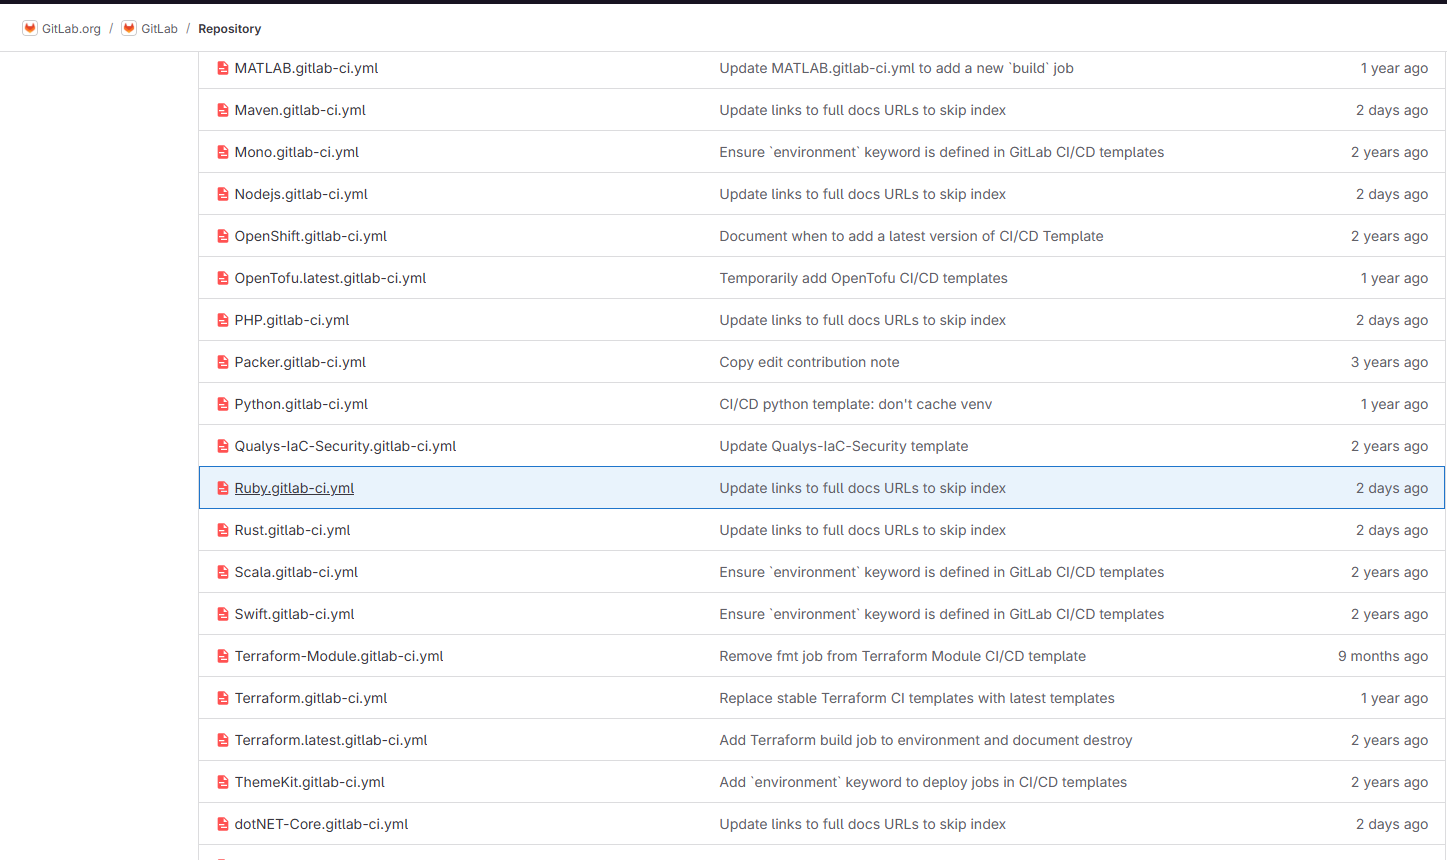 GitLab.org / GitLab / Repository
MATLAB.gitlab-ci.yml Update MATLAB.gitlab-ci.yml to add a new `build` job 1 year ago
Maven.gitlab-ci.yml Update links to full docs URLs to skip index 2 days ago
Mono.gitlab-ci.yml Ensure `environment` keyword is defined in GitLab CI/CD templates 2 years ago
Nodejs.gitlab-ci.yml Update links to full docs URLs to skip index 2 days ago
OpenShift.gitlab-ci.yml Document when to add a latest version of CI/CD Template 2 years ago
OpenTofu.latest.gitlab-ci.yml Temporarily add OpenTofu CI/CD templates 1 year ago
PHP.gitlab-ci.yml Update links to full docs URLs to skip index 2 days ago
Packer.gitlab-ci.yml Copy edit contribution note 3 years ago
Python.gitlab-ci.yml CI/CD python template: don't cache venv 1 year ago
Qualys-IaC-Security.gitlab-ci.yml Update Qualys-IaC-Security template 2 years ago
Ruby.gitlab-ci.yml Update links to full docs URLs to skip index 2 days ago
Rust.gitlab-ci.yml Update links to full docs URLs to skip index 2 days ago
Scala.gitlab-ci.yml Ensure `environment` keyword is defined in GitLab CI/CD templates 2 years ago
Swift.gitlab-ci.yml Ensure `environment` keyword is defined in GitLab CI/CD templates 2 years ago
Terraform-Module.gitlab-ci.yml Remove fmt job from Terraform Module CI/CD template 9 months ago
Terraform.gitlab-ci.yml Replace stable Terraform CI templates with latest templates 1 year ago
Terraform.latest.gitlab-ci.yml Add Terraform build job to environment and document destroy 2 years ago
ThemeKit.gitlab-ci.yml Add `environment` keyword to deploy jobs in CI/CD templates 2 years ago
dotNET-Core.gitlab-ci.yml Update links to full docs URLs to skip index 2 days ago